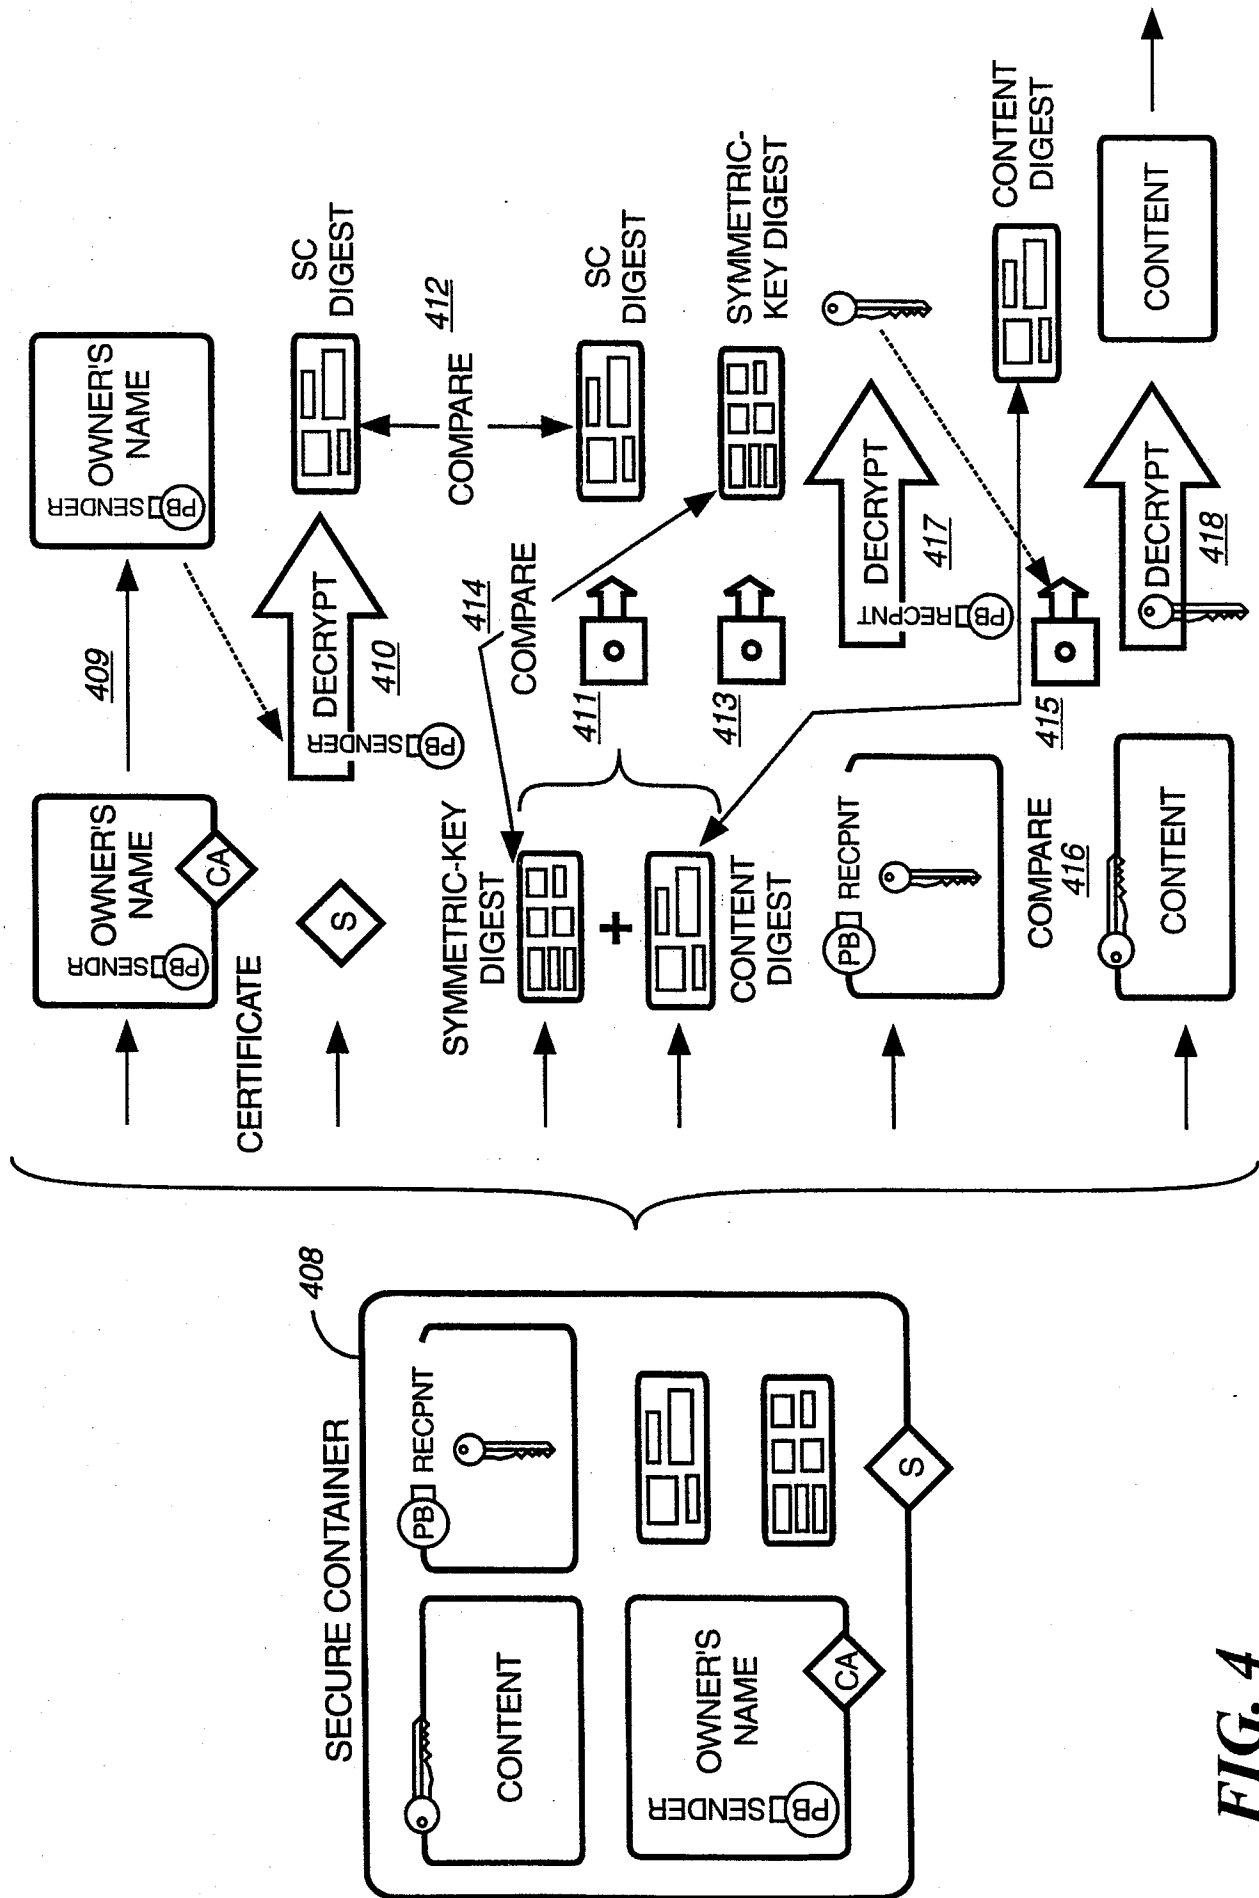 SECURE CONTAINER
408
CONTENT
PB
RECPNT
PB
SENDER
OWNER'S
NAME
CA
S
PB
SENDR
OWNER'S
NAME
CA
CERTIFICATE
409
PB
SENDER
OWNER'S
NAME
S
DECRYPT
PB
SENDER
410
SC
DIGEST
COMPARE
412
SYMMETRIC-KEY
DIGEST
+
CONTENT
DIGEST
414
COMPARE
411
SC
DIGEST
413
SYMMETRIC-
KEY DIGEST
PB
RECPNT
DECRYPT
PB
RECPNT
417
COMPARE
416
415
CONTENT
DIGEST
CONTENT
DECRYPT
418
CONTENT
FIG. 4